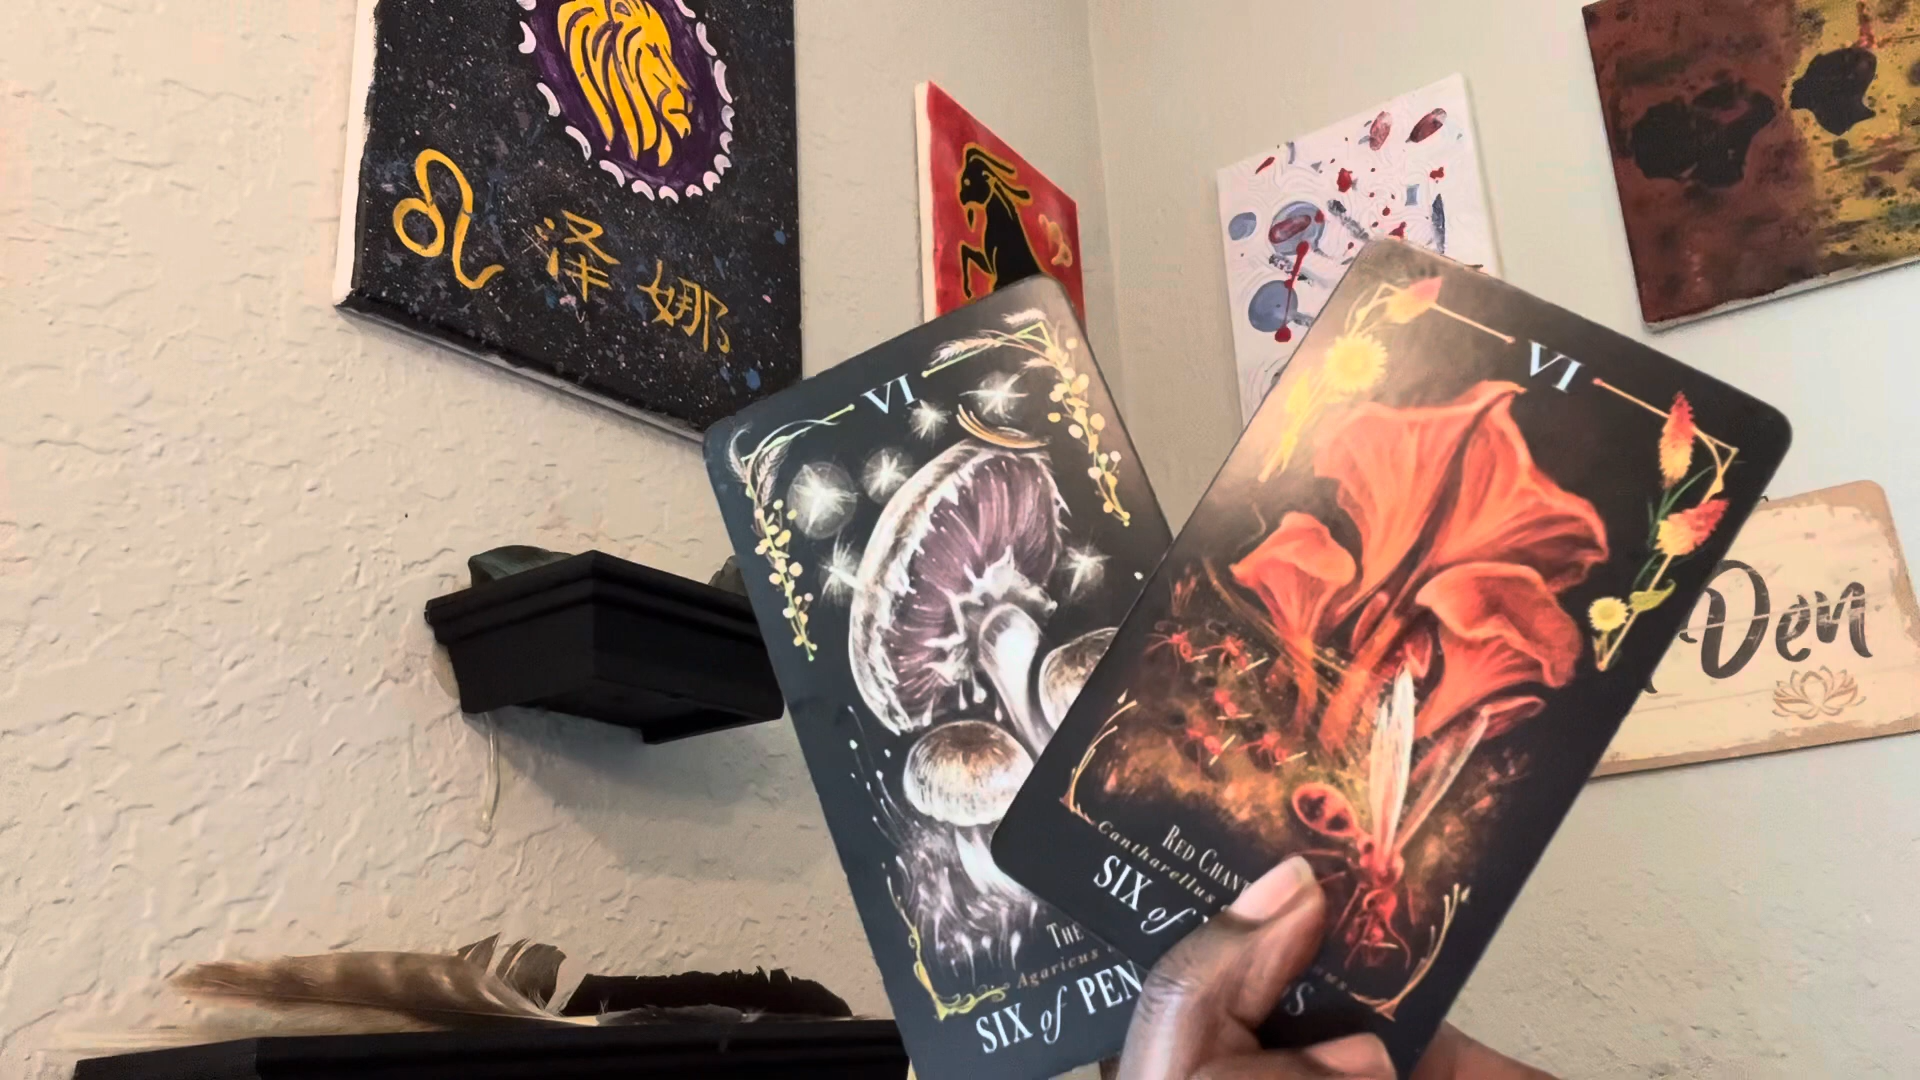 ♌ 泽娜
VI
THE
Agaricus
SIX of PEN
VI
RED CHANT
Cantharellus
SIX of
Den